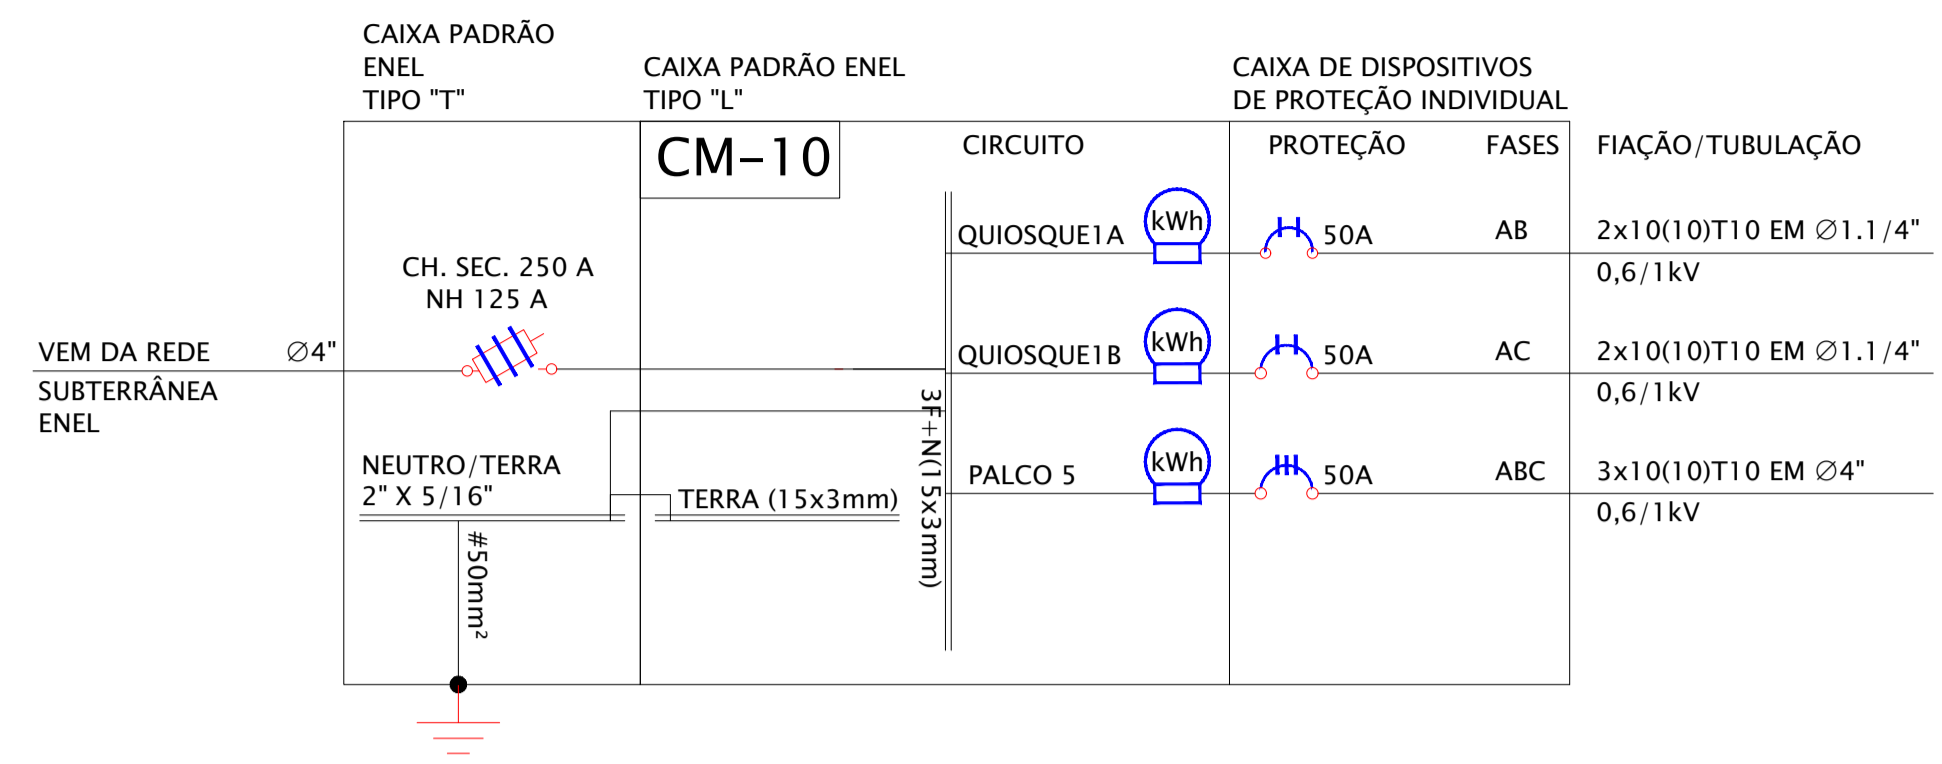 CAIXA PADRÃO
ENEL
TIPO "T"
CAIXA PADRÃO ENEL
TIPO "L"
CAIXA DE DISPOSITIVOS
DE PROTEÇÃO INDIVIDUAL
CM-10
CIRCUITO
PROTEÇÃO
FASES
FIAÇÃO/TUBULAÇÃO
QUIOSQUE1A
kWh
50A
AB
2x10(10)T10 EM ∅1.1/4"
0,6/1kV
CH. SEC. 250 A
NH 125 A
VEM DA REDE
∅4"
SUBTERRÂNEA
ENEL
QUIOSQUE1B
kWh
50A
AC
2x10(10)T10 EM ∅1.1/4"
0,6/1kV
3F+N(15x3mm)
NEUTRO/TERRA
2" X 5/16"
TERRA (15x3mm)
PALCO 5
kWh
50A
ABC
3x10(10)T10 EM ∅4"
0,6/1kV
#50mm²